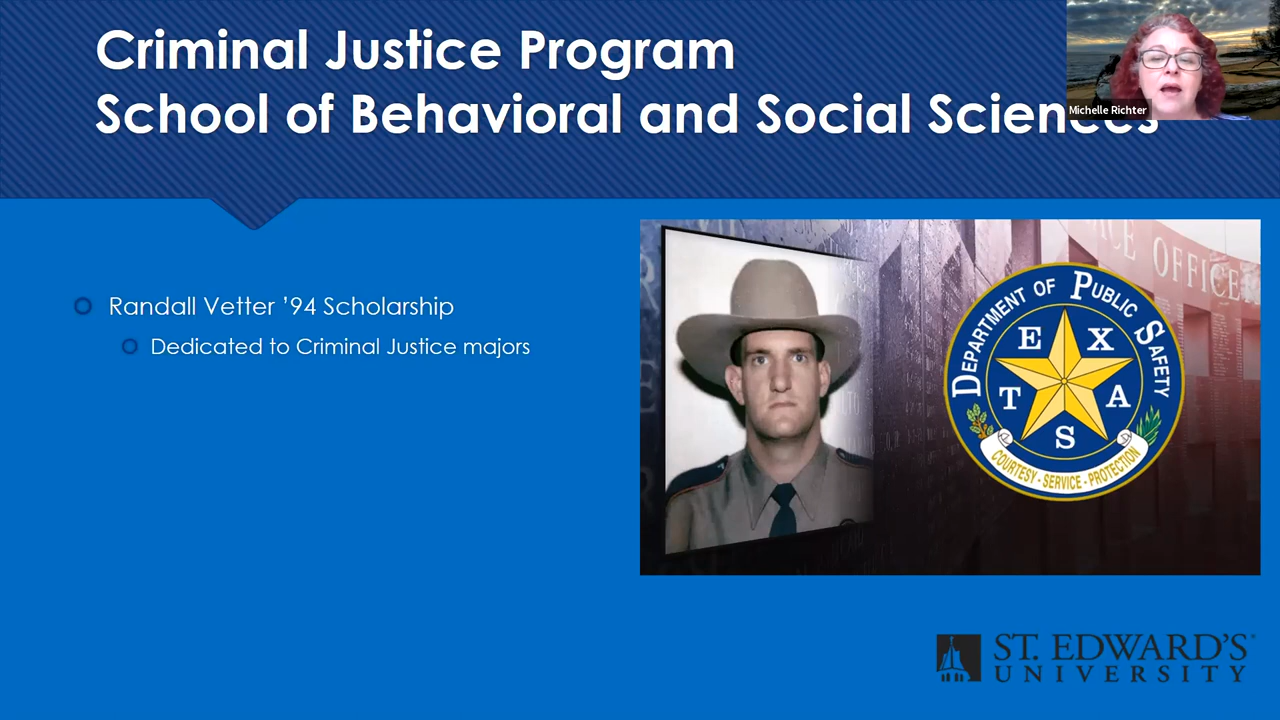 Criminal Justice Program
School of Behavioral and Social Sciences
Michelle Richter
Randall Vetter ’94 Scholarship
Dedicated to Criminal Justice majors
OFFICE
DEPARTMENT OF PUBLIC SAFETY
TEXAS
COURTESY - SERVICE - PROTECTION
ST. EDWARD'S
UNIVERSITY